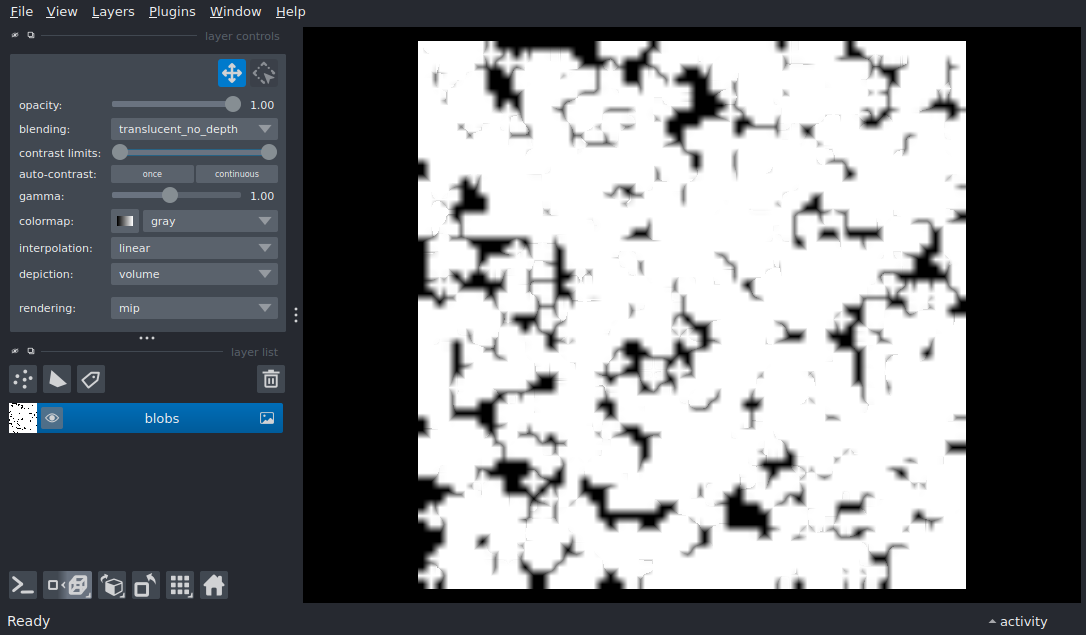 File View Layers Plugins Window Help
layer controls
opacity: 1.00
blending: translucent_no_depth
contrast limits:
auto-contrast: once continuous
gamma: 1.00
colormap: gray
interpolation: linear
depiction: volume
rendering: mip
layer list
blobs
Ready activity